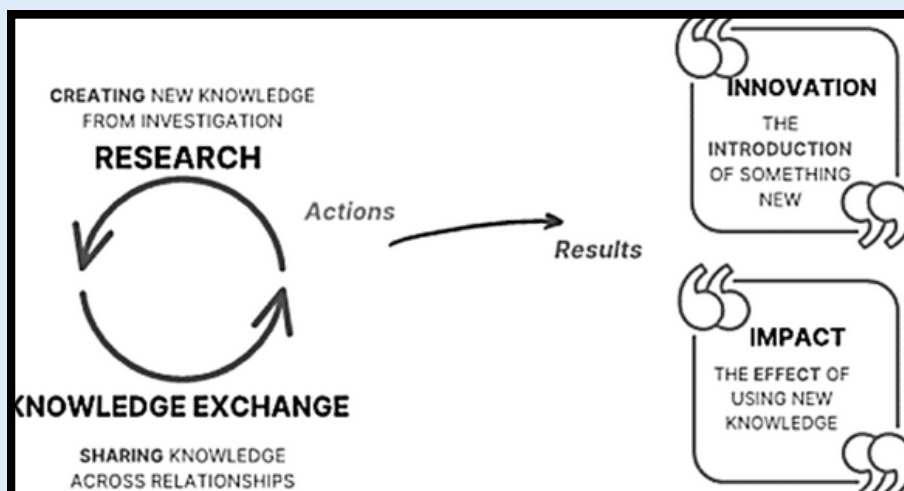 CREATING NEW KNOWLEDGE
FROM INVESTIGATION
RESEARCH
KNOWLEDGE EXCHANGE
SHARING KNOWLEDGE
ACROSS RELATIONSHIPS
Actions
Results
INNOVATION
THE
INTRODUCTION
OF SOMETHING
NEW
IMPACT
THE EFFECT OF
USING NEW
KNOWLEDGE